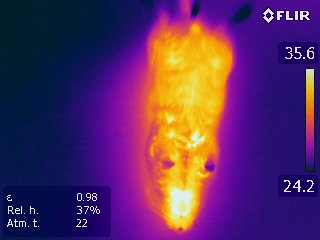 FLIR
35.6
24.2
ε 0.98
Rel. h. 37%
Atm. t. 22